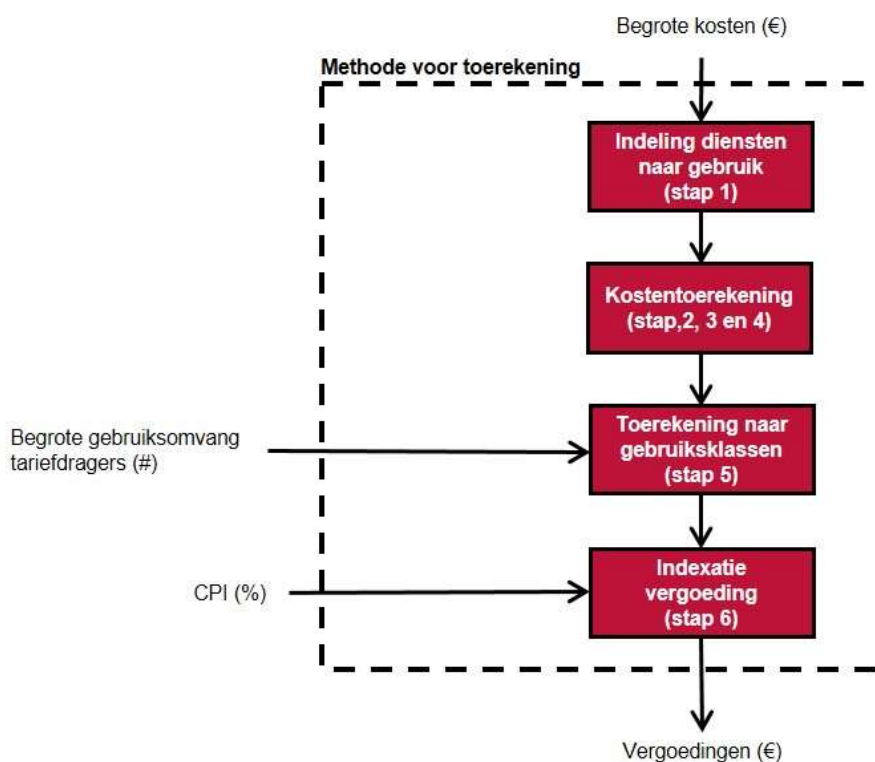 Begrote kosten (€)
Methode voor toerekening
Indeling diensten
naar gebruik
(stap 1)
Kostentoerekening
(stap,2, 3 en 4)
Begrote gebruiksomvang
tariefdragers (#)
Toerekening naar
gebruiksklassen
(stap 5)
CPI (%)
Indexatie
vergoeding
(stap 6)
Vergoedingen (€)